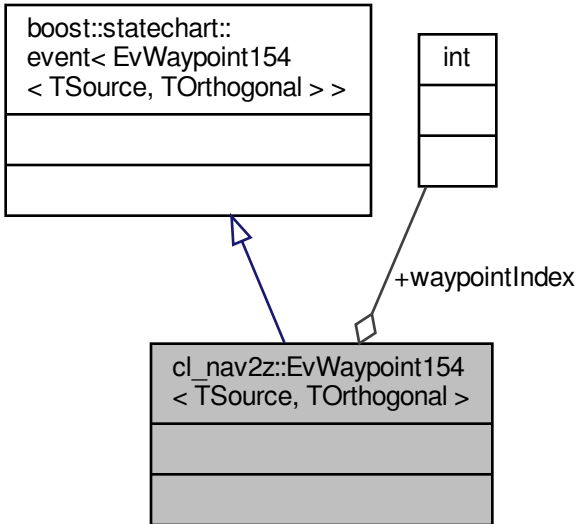 boost::statechart::
event< EvWaypoint154
< TSource, TOrthogonal > >
int
+waypointIndex
cl_nav2z::EvWaypoint154
< TSource, TOrthogonal >